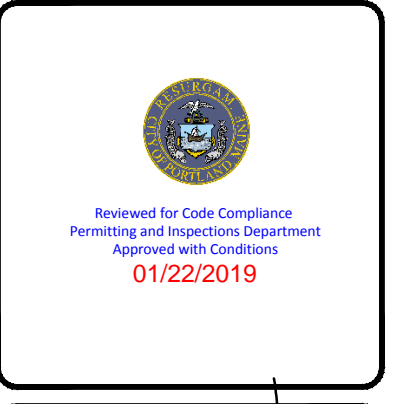 RESURGAM
CITY OF PORTLAND MAINE
Reviewed for Code Compliance
Permitting and Inspections Department
Approved with Conditions
01/22/2019